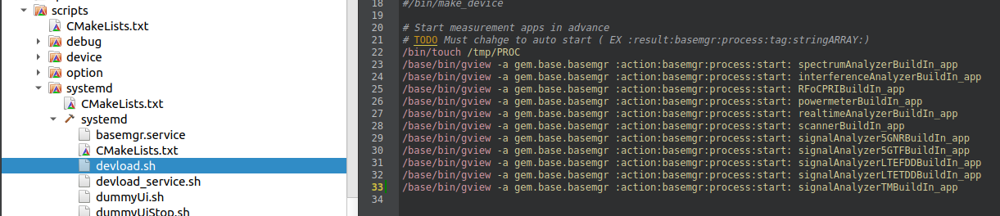 scripts
CMakeLists.txt
debug
device
option
systemd
CMakeLists.txt
systemd
basemgr.service
CMakeLists.txt
devload.sh
devload_service.sh
dummyUi.sh
dummyUiStop.sh
18 #/bin/make_device
19
20 # Start measurement apps in advance
21 # TODO Must chahge to auto start ( EX :result:basemgr:process:tag:stringARRAY:)
22 /bin/touch /tmp/PROC
23 /base/bin/gview -a gem.base.basemgr :action:basemgr:process:start: spectrumAnalyzerBuildIn_app
24 /base/bin/gview -a gem.base.basemgr :action:basemgr:process:start: interferenceAnalyzerBuildIn_app
25 /base/bin/gview -a gem.base.basemgr :action:basemgr:process:start: RFoCPRIBuildIn_app
26 /base/bin/gview -a gem.base.basemgr :action:basemgr:process:start: powermeterBuildIn_app
27 /base/bin/gview -a gem.base.basemgr :action:basemgr:process:start: realtimeAnalyzerBuildIn_app
28 /base/bin/gview -a gem.base.basemgr :action:basemgr:process:start: scannerBuildIn_app
29 /base/bin/gview -a gem.base.basemgr :action:basemgr:process:start: signalAnalyzer5GNRBuildIn_app
30 /base/bin/gview -a gem.base.basemgr :action:basemgr:process:start: signalAnalyzer5GTFBuildIn_app
31 /base/bin/gview -a gem.base.basemgr :action:basemgr:process:start: signalAnalyzerLTEFDDBuildIn_app
32 /base/bin/gview -a gem.base.basemgr :action:basemgr:process:start: signalAnalyzerLTETDDBuildIn_app
33 /base/bin/gview -a gem.base.basemgr :action:basemgr:process:start: signalAnalyzerTMBuildIn_app
34